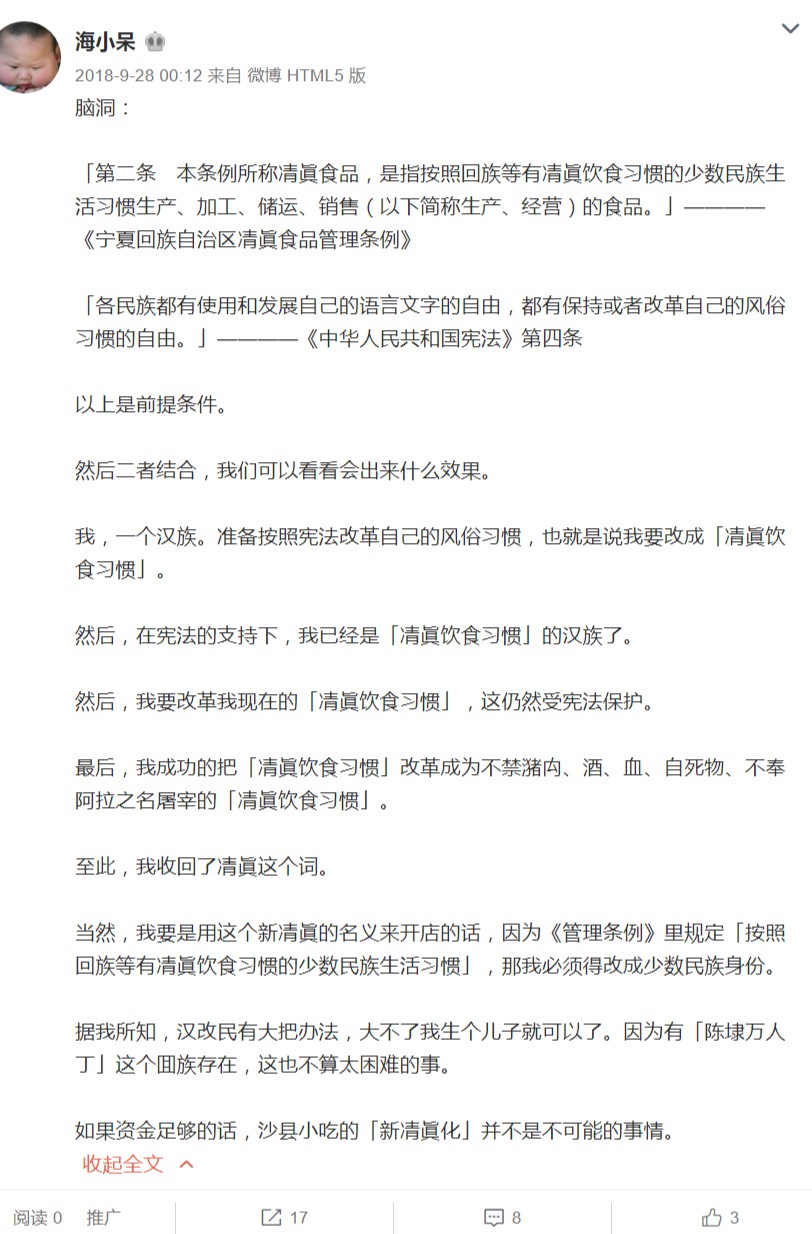 海小呆
2018-9-28 00:12 来自 微博 HTML5 版
脑洞：
「第二条　本条例所称凊眞食品，是指按照回族等有凊眞饮食习惯的少数民族生
活习惯生产、加工、储运、销售（以下简称生产、经营）的食品。」————
《宁夏回族自治区凊眞食品管理条例》
「各民族都有使用和发展自己的语言文字的自由，都有保持或者改革自己的风俗
习惯的自由。」————《中华人民共和国宪法》第四条
以上是前提条件。
然后二者结合，我们可以看看会出来什么效果。
我，一个汉族。准备按照宪法改革自己的风俗习惯，也就是说我要改成「凊眞饮
食习惯」。
然后，在宪法的支持下，我已经是「凊眞饮食习惯」的汉族了。
然后，我要改革我现在的「凊眞饮食习惯」，这仍然受宪法保护。
最后，我成功的把「凊眞饮食习惯」改革成为不禁潴禸、酒、血、自死物、不奉
阿拉之名屠宰的「凊眞饮食习惯」。
至此，我收回了凊眞这个词。
当然，我要是用这个新凊眞的名义来开店的话，因为《管理条例》里规定「按照
回族等有凊眞饮食习惯的少数民族生活习惯」，那我必须得改成少数民族身份。
据我所知，汉改民有大把办法，大不了我生个儿子就可以了。因为有「陈埭万人
丁」这个囬族存在，这也不算太困难的事。
如果资金足够的话，沙县小吃的「新凊眞化」并不是不可能的事情。
收起全文
阅读 0 推广 17 8 3